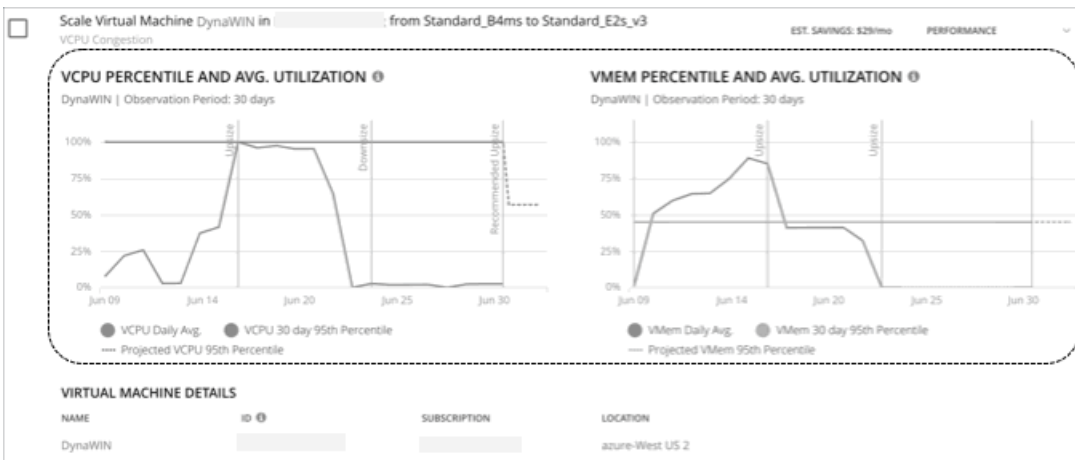 Scale Virtual Machine DynaWIN in from Standard_B4ms to Standard_E2s_v3
VCPU Congestion
EST. SAVINGS: $29/mo PERFORMANCE
VCPU PERCENTILE AND AVG. UTILIZATION
DynaWIN | Observation Period: 30 days
100%
75%
50%
25%
0%
Upsize
Downsize
Recommended Upsize
Jun 09 Jun 14 Jun 20 Jun 25 Jun 30
VCPU Daily Avg. VCPU 30 day 95th Percentile
Projected VCPU 95th Percentile
VMEM PERCENTILE AND AVG. UTILIZATION
DynaWIN | Observation Period: 30 days
100%
75%
50%
25%
0%
Upsize
Upsize
Jun 09 Jun 14 Jun 20 Jun 25 Jun 30
VMem Daily Avg. VMem 30 day 95th Percentile
Projected VMem 95th Percentile
VIRTUAL MACHINE DETAILS
NAME ID SUBSCRIPTION LOCATION
DynaWIN azure-West US 2